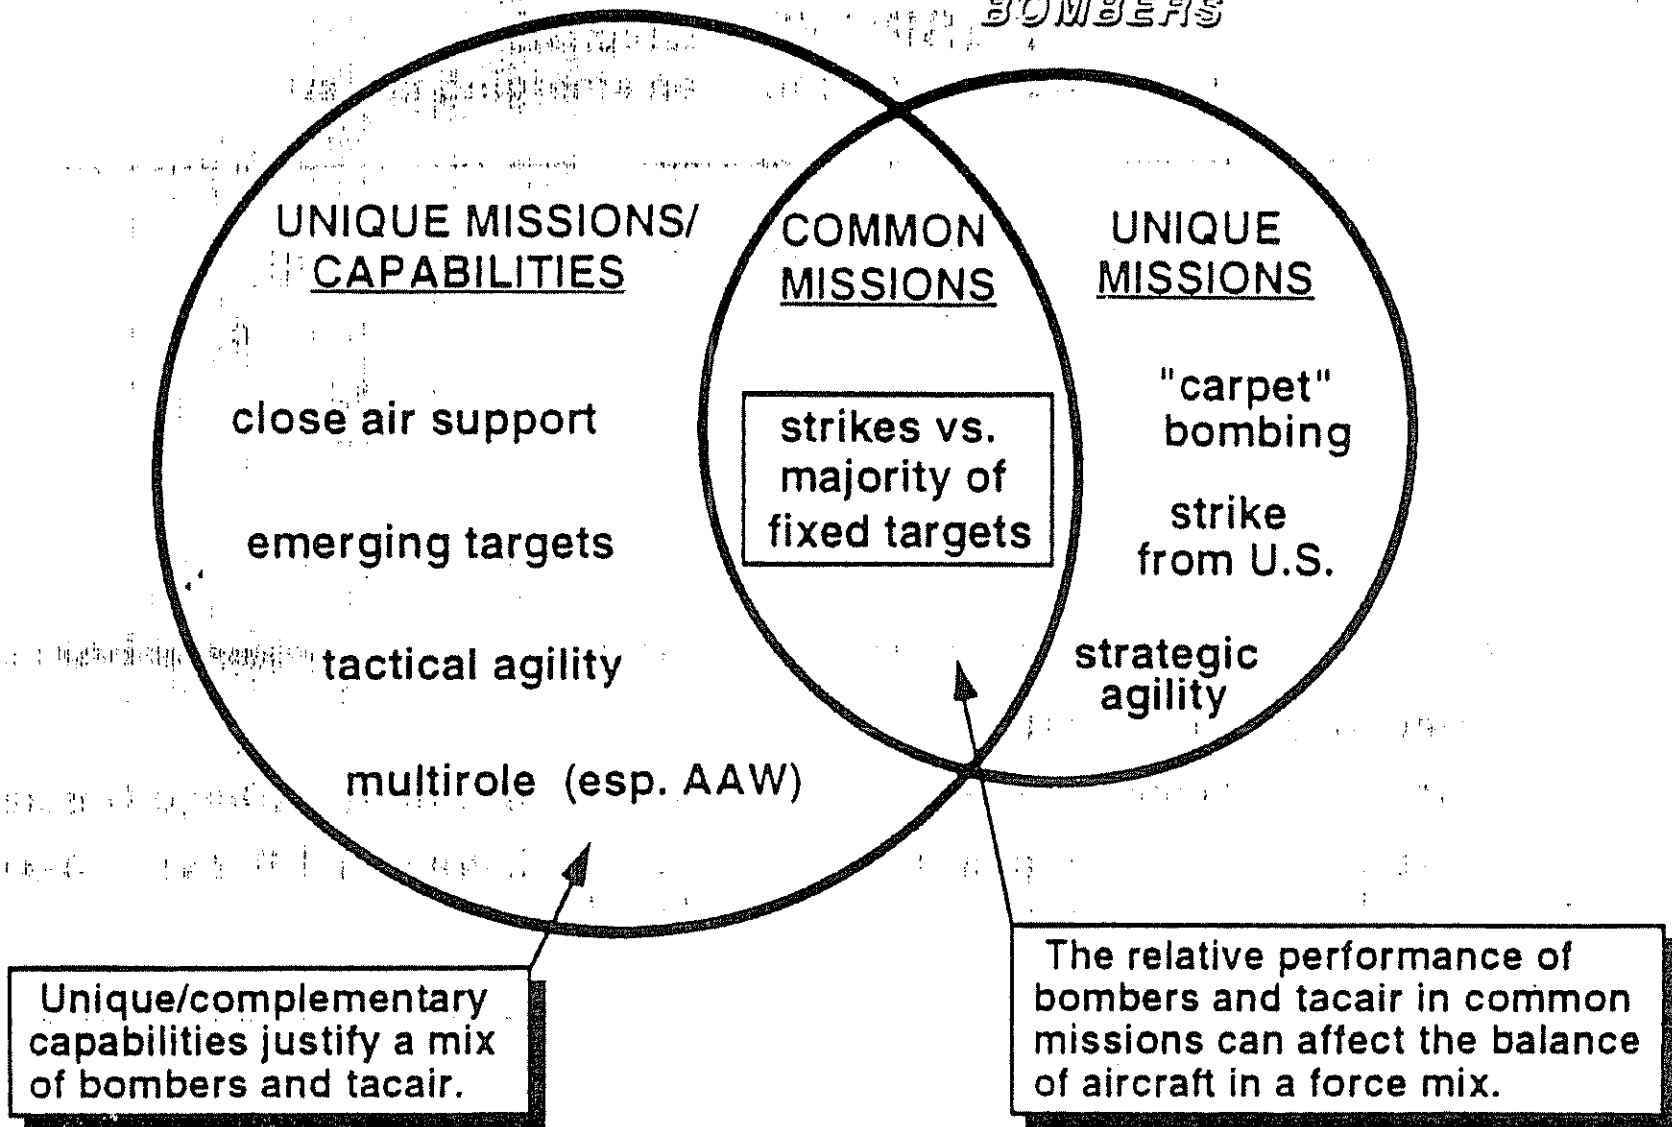 BOMBERS
UNIQUE MISSIONS/
CAPABILITIES
close air support
emerging targets
tactical agility
multirole (esp. AAW)
COMMON
MISSIONS
strikes vs.
majority of
fixed targets
UNIQUE
MISSIONS
"carpet"
bombing
strike
from U.S.
strategic
agility
Unique/complementary
capabilities justify a mix
of bombers and tacair.
The relative performance of
bombers and tacair in common
missions can affect the balance
of aircraft in a force mix.